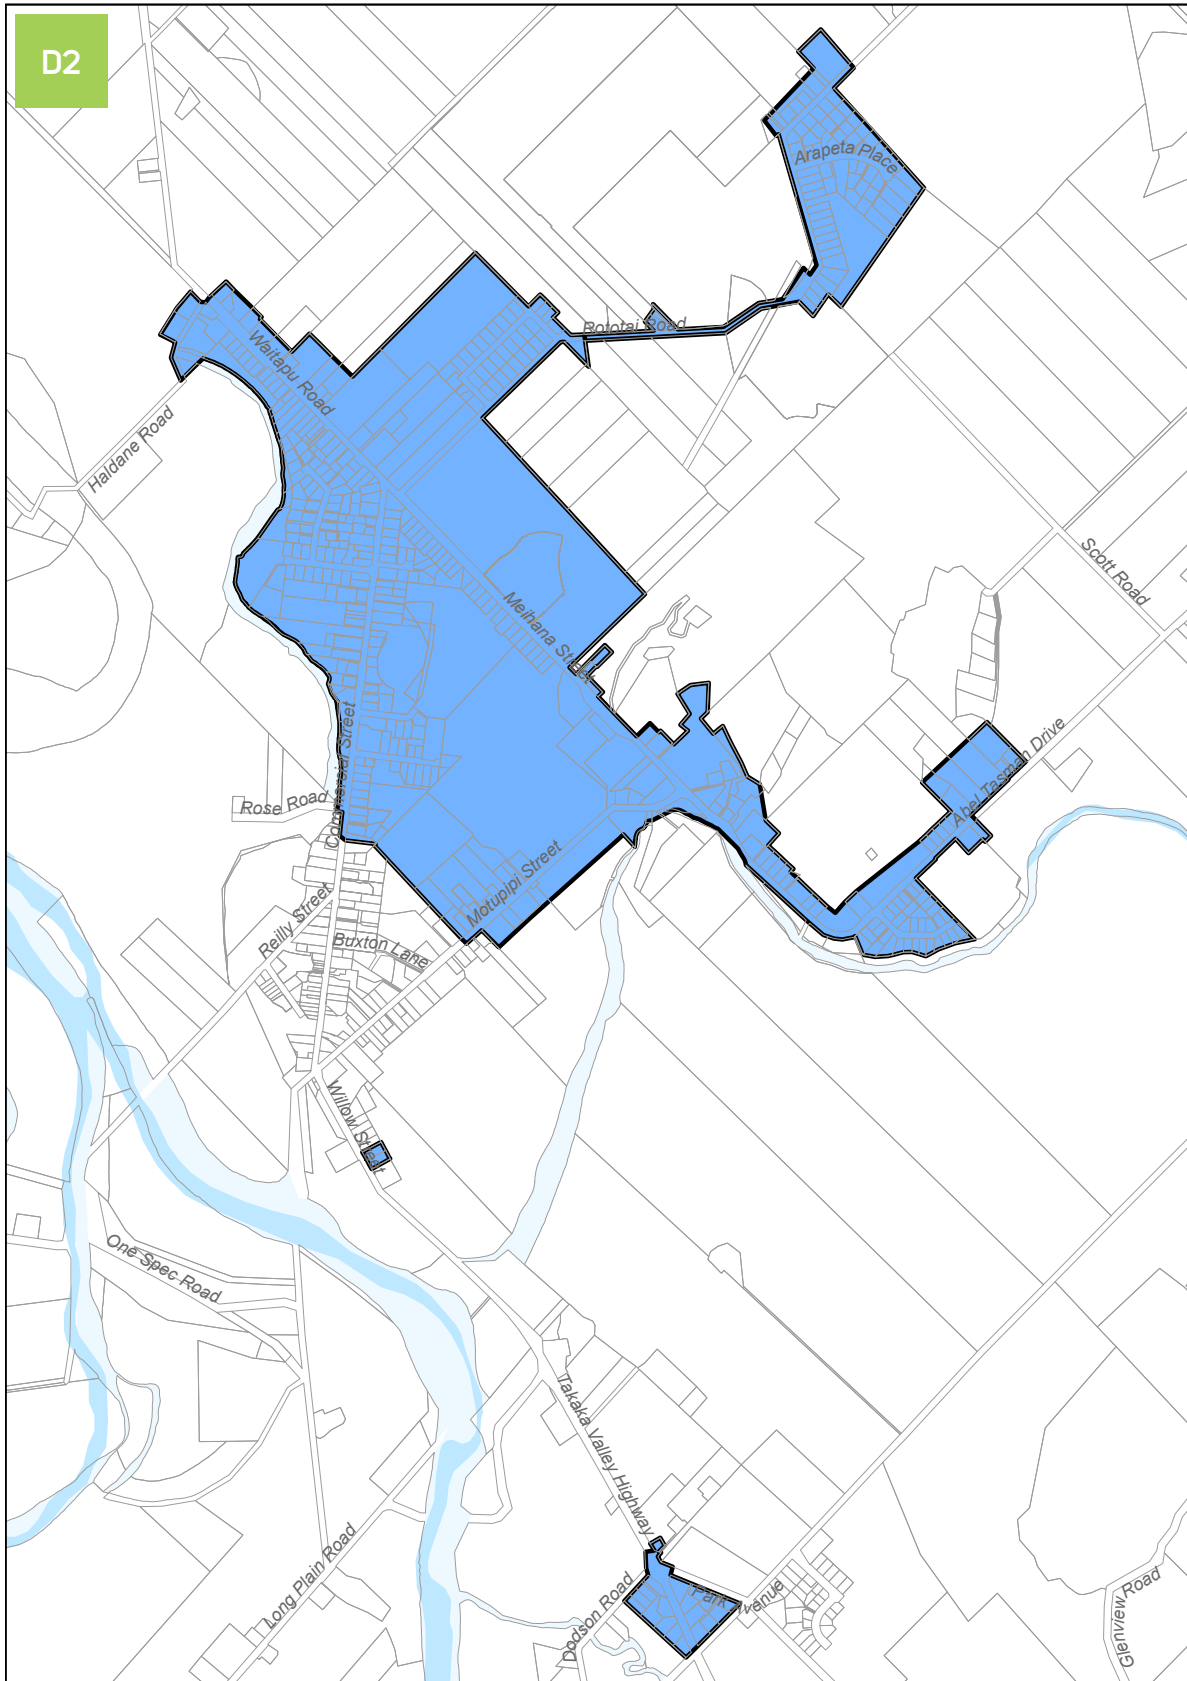 D2
Arapeta Place
Rototai Road
Waitapu Road
Haldane Road
Scott Road
Meihana Street
Commercial Street
Abel Tasman Drive
Rose Road
Motupipi Street
Reilly Street
Buxton Lane
Willow Street
One Spec Road
Takaka Valley Highway
Long Plain Road
Dodson Road
Park Avenue
Glenview Road